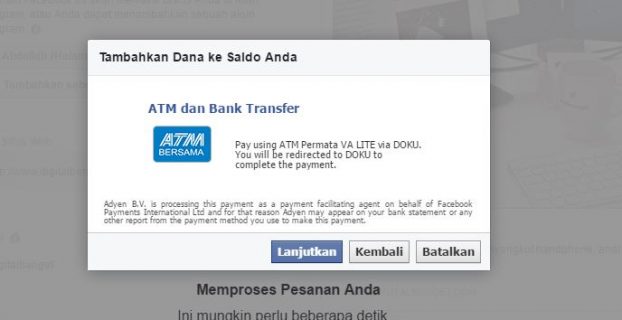 Tambahkan Dana ke Saldo Anda
ATM dan Bank Transfer
ATM
BERSAMA
Pay using ATM Permata VA LITE via DOKU.
You will be redirected to DOKU to
complete the payment.
Adyen B.V. is processing this payment as a payment facilitating agent on behalf of Facebook
Payments International Ltd and for that reason Adyen may appear on your bank statement or any
other report from the payment method you use to make this payment.
Lanjutkan Kembali Batalkan
Memproses Pesanan Anda
Ini mungkin perlu beberapa detik